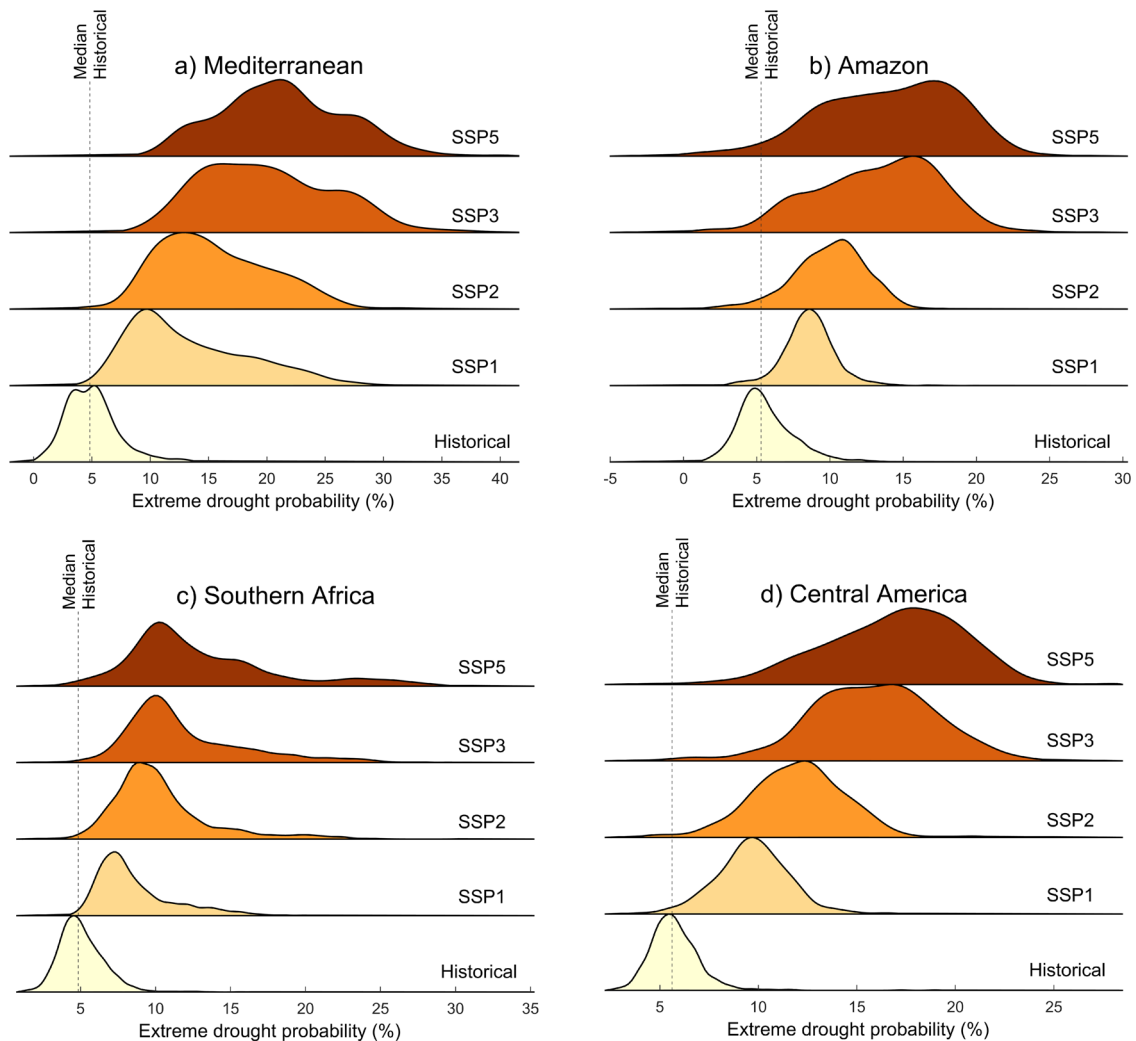 Median
Historical
a) Mediterranean
SSP5
SSP3
SSP2
SSP1
Historical
0 5 10 15 20 25 30 35 40
Extreme drought probability (%)
Median
Historical
b) Amazon
SSP5
SSP3
SSP2
SSP1
Historical
-5 0 5 10 15 20 25 30
Extreme drought probability (%)
Median
Historical
c) Southern Africa
SSP5
SSP3
SSP2
SSP1
Historical
5 10 15 20 25 30 35
Extreme drought probability (%)
Median
Historical
d) Central America
SSP5
SSP3
SSP2
SSP1
Historical
5 10 15 20 25
Extreme drought probability (%)